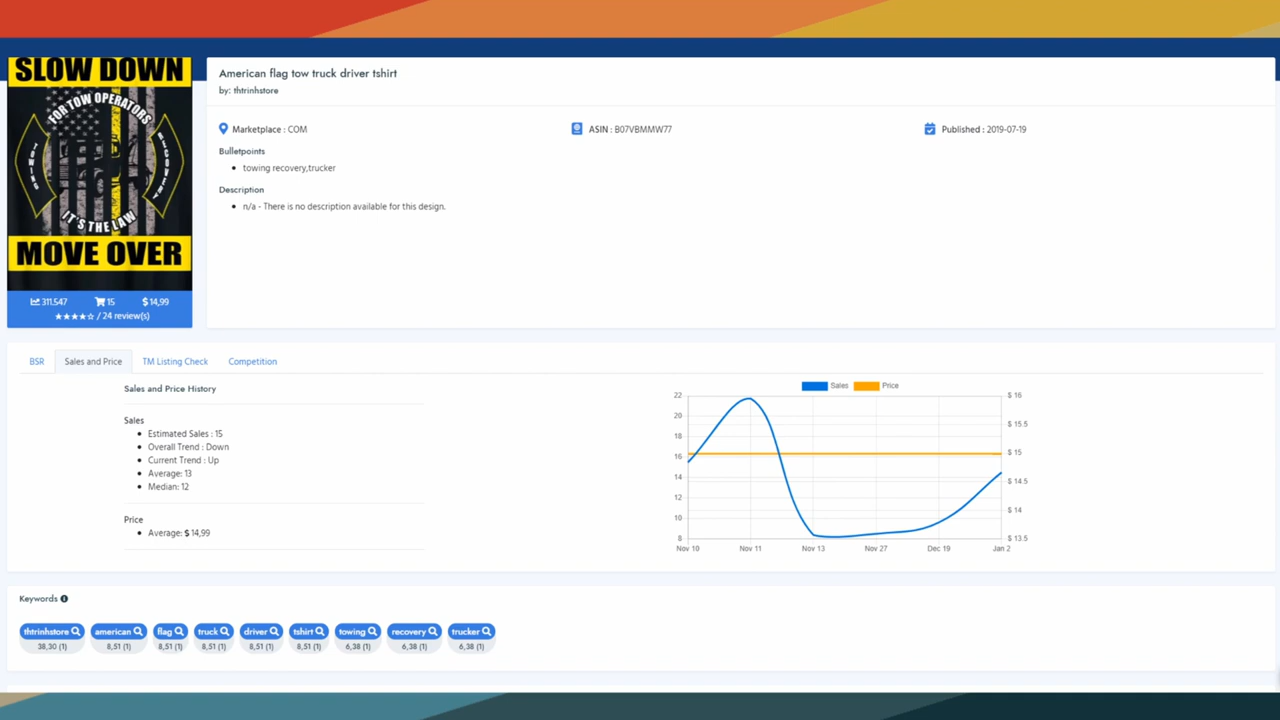 SLOW DOWN
FOR TOW OPERATORS
TOWING
RECOVERY
IT'S THE LAW
MOVE OVER
311.547 15 $ 14,99
★★★★☆ / 24 review(s)
American flag tow truck driver tshirt
by: thtrinhstore
Marketplace : COM ASIN : B07VBMMW77 Published : 2019-07-19
Bulletpoints
• towing recovery,trucker
Description
• n/a - There is no description available for this design.
BSR Sales and Price TM Listing Check Competition
Sales and Price History
Sales
• Estimated Sales : 15
• Overall Trend : Down
• Current Trend : Up
• Average: 13
• Median: 12
Price
• Average: $ 14,99
Sales Price
22 $ 16
20 $ 15.5
18
16 $ 15
14 $ 14.5
12 $ 14
10
8 $ 13.5
Nov 10 Nov 11 Nov 13 Nov 27 Dec 19 Jan 2
Keywords
thtrinhstore american flag truck driver tshirt towing recovery trucker
38,30 (1) 8,51 (1) 8,51 (1) 8,51 (1) 8,51 (1) 8,51 (1) 6,38 (1) 6,38 (1) 6,38 (1)